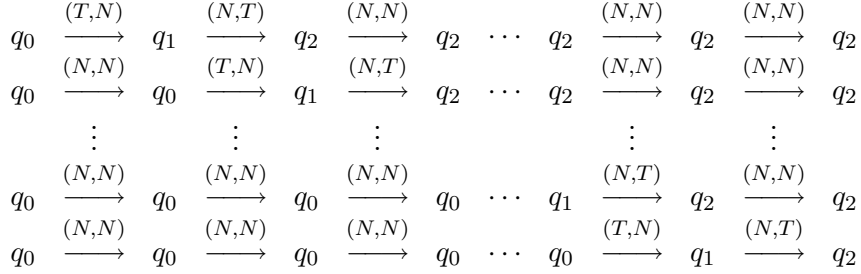 q₀ (T,N)→ q₁ (N,T)→ q₂ (N,N)→ q₂ ⋯ q₂ (N,N)→ q₂ (N,N)→ q₂
q₀ (N,N)→ q₀ (T,N)→ q₁ (N,T)→ q₂ ⋯ q₂ (N,N)→ q₂ (N,N)→ q₂
⋮ ⋮ ⋮ ⋮ ⋮
q₀ (N,N)→ q₀ (N,N)→ q₀ (N,N)→ q₀ ⋯ q₁ (N,T)→ q₂ (N,N)→ q₂
q₀ (N,N)→ q₀ (N,N)→ q₀ (N,N)→ q₀ ⋯ q₀ (T,N)→ q₁ (N,T)→ q₂